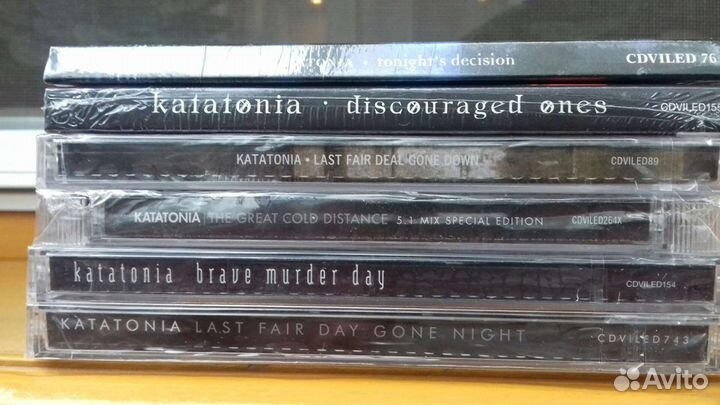 KATATONIA · tonight's decision CDVILED 76
katatonia · discouraged ones CDVILED155
KATATONIA • LAST FAIR DEAL GONE DOWN CDVILED89
KATATONIA | THE GREAT COLD DISTANCE 5.1 MIX SPECIAL EDITION CDVILED264X
katatonia brave murder day CDVILED154
KATATONIA LAST FAIR DAY GONE NIGHT CDVILED743
Avito